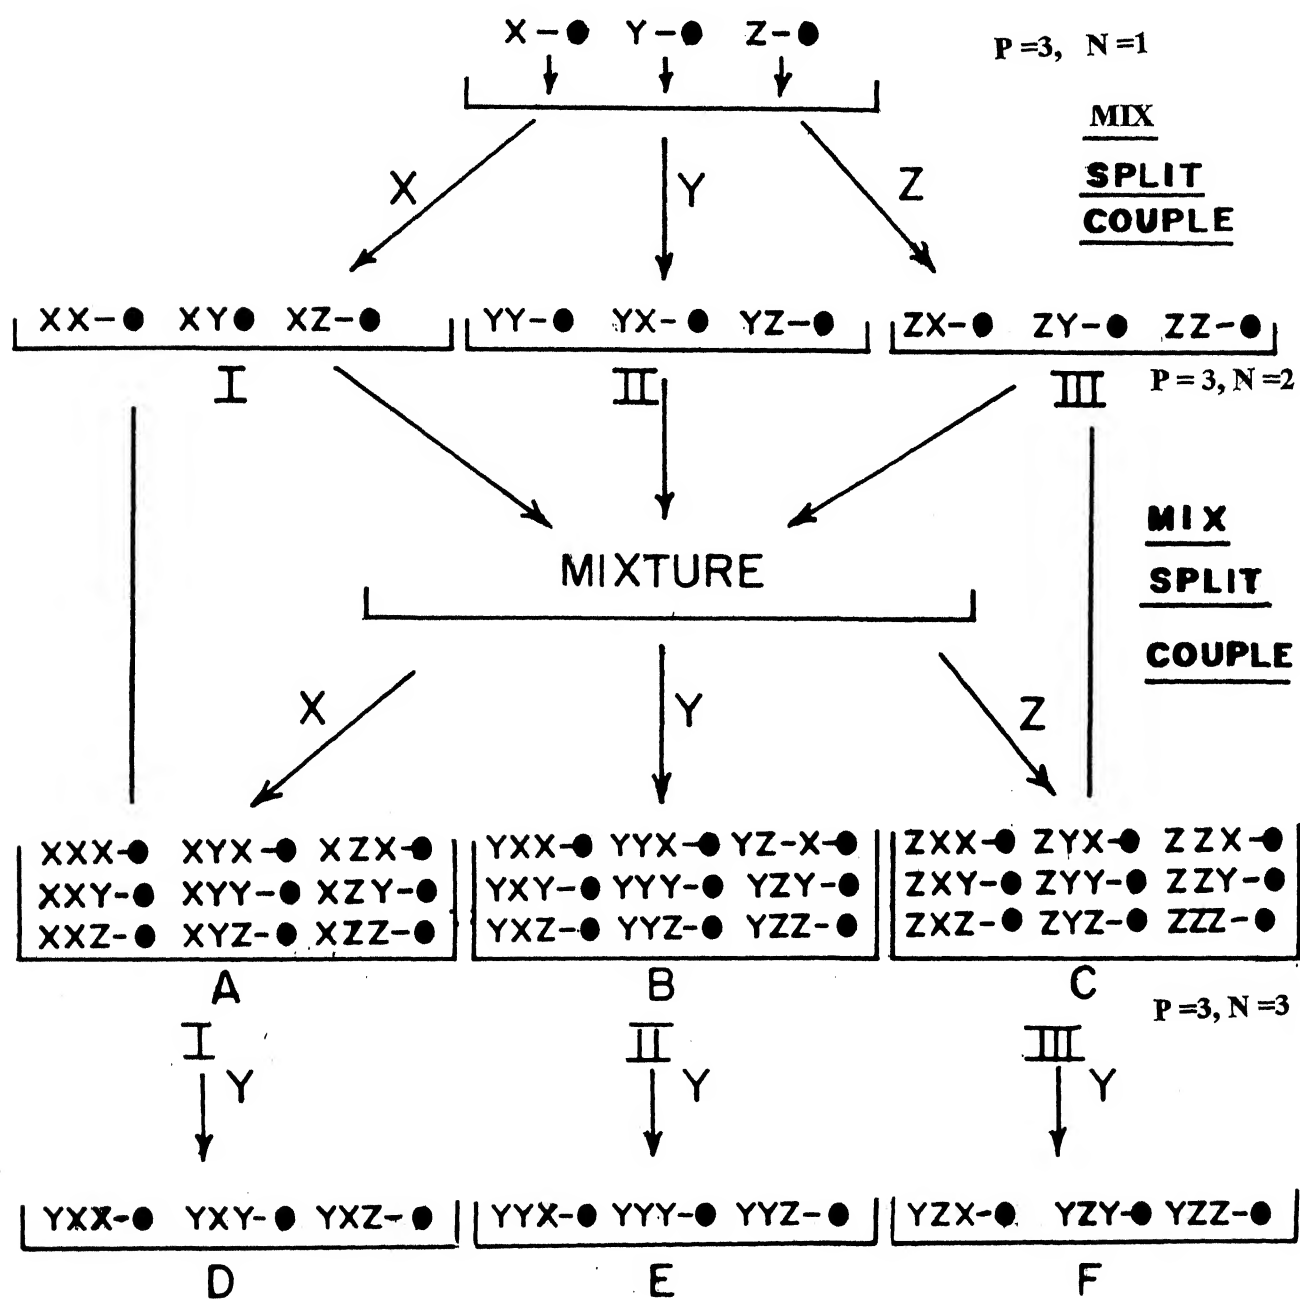 X-● Y-● Z-●
P =3, N =1
MIX
SPLIT
COUPLE
X Y Z
XX-● XY● XZ-● YY-● YX-● YZ-● ZX-● ZY-● ZZ-●
I II III
P = 3, N =2
MIX
SPLIT
COUPLE
MIXTURE
X Y Z
XXX-● XYX-● XZX-● YXX-● YYX-● YZ-X-● ZXX-● ZYX-● ZZX-●
XXY-● XYY-● XZY-● YXY-● YYY-● YZY-● ZXY-● ZYY-● ZZY-●
XXZ-● XYZ-● XZZ-● YXZ-● YYZ-● YZZ-● ZXZ-● ZYZ-● ZZZ-●
A B C
P =3, N =3
I II III
Y Y Y
YXX-● YXY-● YXZ-● YYX-● YYY-● YYZ-● YZX-● YZY-● YZZ-●
D E F